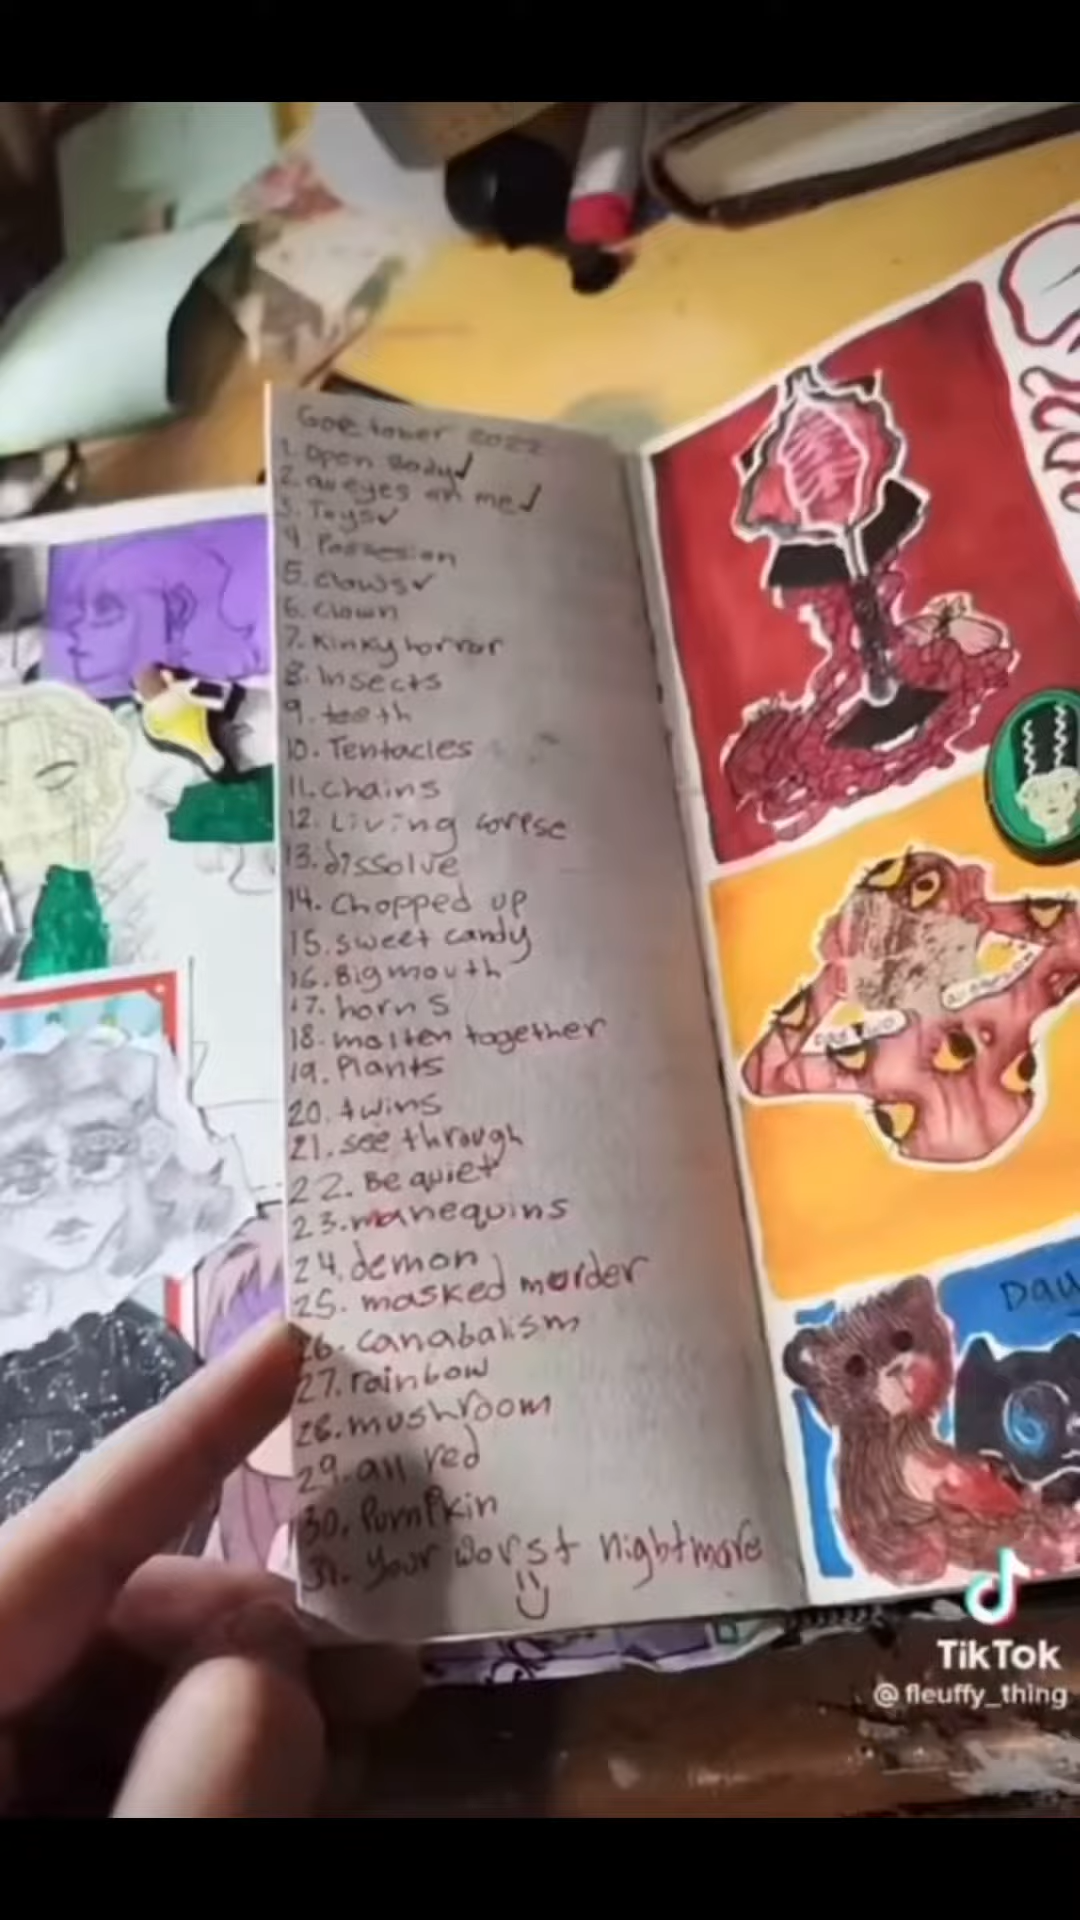 Goretober 2022
1. Open Body✓
2. all eyes on me✓
3. Toys✓
4. Possesion
5. Claws✓
6. Clown
7. Kinky horror
8. Insects
9. teeth
10. Tentacles
11. Chains
12. Living corpse
13. dissolve
14. Chopped up
15. sweet candy
16. Big mouth
17. horns
18. molten together
19. Plants
20. twins
21. see through
22. Be quiet
23. manequins
24. demon
25. masked morder
26. canabalism
27. rainbow
28. mushroom
29. all red
30. Pumpkin
31. Your worst nightmare
TikTok
@ fleuffy_thing